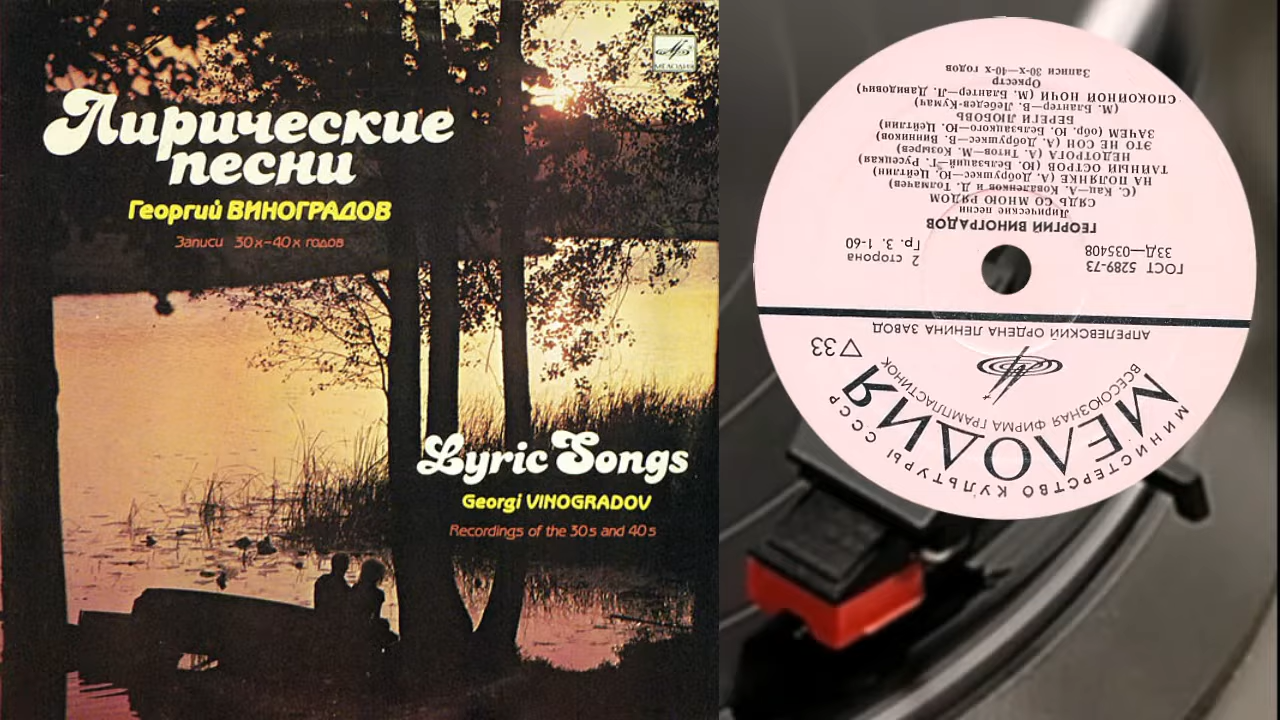 МЕЛОДИЯ
Лирические
песни
Георгий ВИНОГРАДОВ
Записи 30х-40х годов
Lyric Songs
Georgi VINOGRADOV
Recordings of the 30s and 40s
МИНИСТЕРСТВО КУЛЬТУРЫ СССР
МЕЛОДИЯ
ВСЕСОЮЗНАЯ ФИРМА ГРАМПЛАСТИНОК
▽33
АПРЕЛЕВСКИЙ ОРДЕНА ЛЕНИНА ЗАВОД
ГОСТ 5289-73
33Д—035408
2 сторона
Гр. 3. 1-60
ГЕОРГИЙ ВИНОГРАДОВ
Лирические песни
СЯДЬ СО МНОЮ РЯДОМ
(С. Кац—А. Коваленков и Д. Толмачев)
НА ПОЛЯНКЕ (А. Добрушкес—Ю. Цейтлин)
ТАЙНЫЙ ОСТРОВ (Ю. Бельзацкий—Т. Русецкая)
НЕДОТРОГА (А. Титов—М. Козырев)
ЭТО НЕ СОН (А. Добрушкес—В. Винников)
ЗАЧЕМ (обр. Ю. Бельзацкого—Ю. Цейтлин)
БЕРЕГИ ЛЮБОВЬ
(М. Блантер—В. Лебедев-Кумач)
СПОКОЙНОЙ НОЧИ (М. Блантер—Л. Давидович)
Оркестр
Записи 30-х—40-х годов